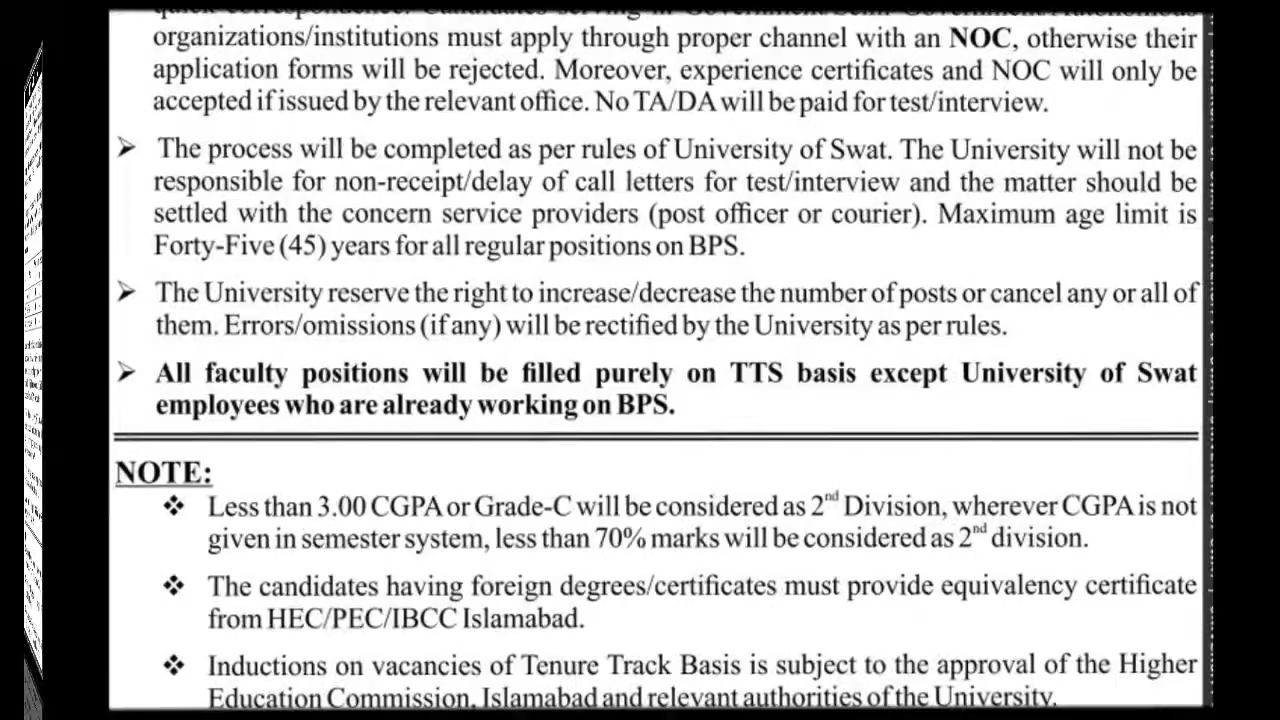 organizations/institutions must apply through proper channel with an NOC, otherwise their
application forms will be rejected. Moreover, experience certificates and NOC will only be
accepted if issued by the relevant office. No TA/DA will be paid for test/interview.
➢ The process will be completed as per rules of University of Swat. The University will not be
responsible for non-receipt/delay of call letters for test/interview and the matter should be
settled with the concern service providers (post officer or courier). Maximum age limit is
Forty-Five (45) years for all regular positions on BPS.
➢ The University reserve the right to increase/decrease the number of posts or cancel any or all of
them. Errors/omissions (if any) will be rectified by the University as per rules.
➢ All faculty positions will be filled purely on TTS basis except University of Swat
employees who are already working on BPS.
NOTE:
❖ Less than 3.00 CGPA or Grade-C will be considered as 2nd Division, wherever CGPA is not
given in semester system, less than 70% marks will be considered as 2nd division.
❖ The candidates having foreign degrees/certificates must provide equivalency certificate
from HEC/PEC/IBCC Islamabad.
❖ Inductions on vacancies of Tenure Track Basis is subject to the approval of the Higher
Education Commission, Islamabad and relevant authorities of the University.